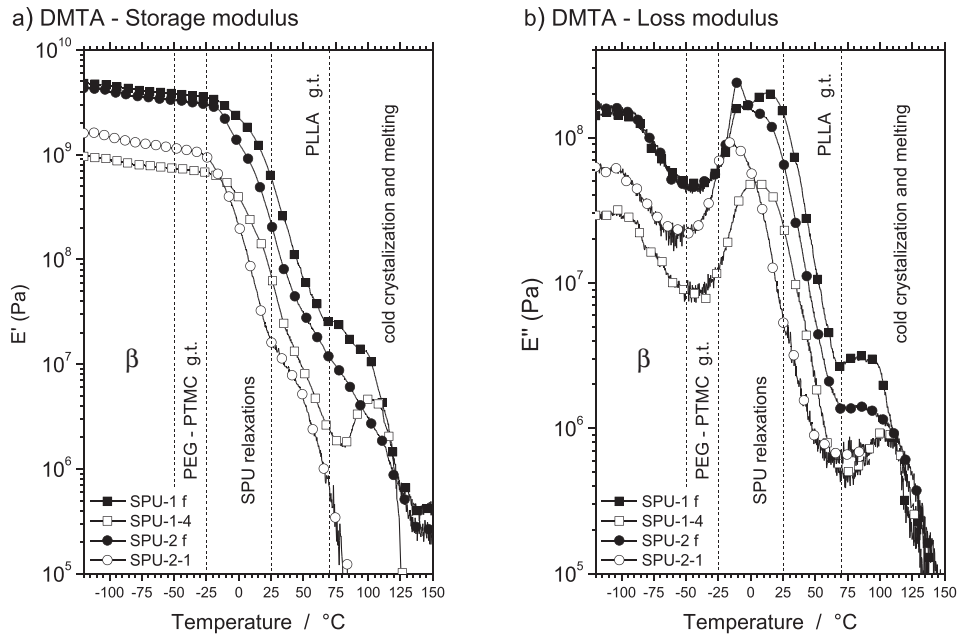 a) DMTA - Storage modulus
10^10
10^9
10^8
10^7
10^6
10^5
E' (Pa)
β
PEG - PTMC g.t.
SPU relaxations
PLLA g.t.
cold crystalization and melting
SPU-1 f
SPU-1-4
SPU-2 f
SPU-2-1
-100 -75 -50 -25 0 25 50 75 100 125 150
Temperature / °C
b) DMTA - Loss modulus
10^8
10^7
10^6
10^5
E'' (Pa)
β
PEG - PTMC g.t.
SPU relaxations
PLLA g.t.
cold crystalization and melting
SPU-1 f
SPU-1-4
SPU-2 f
SPU-2-1
-100 -75 -50 -25 0 25 50 75 100 125 150
Temperature / °C